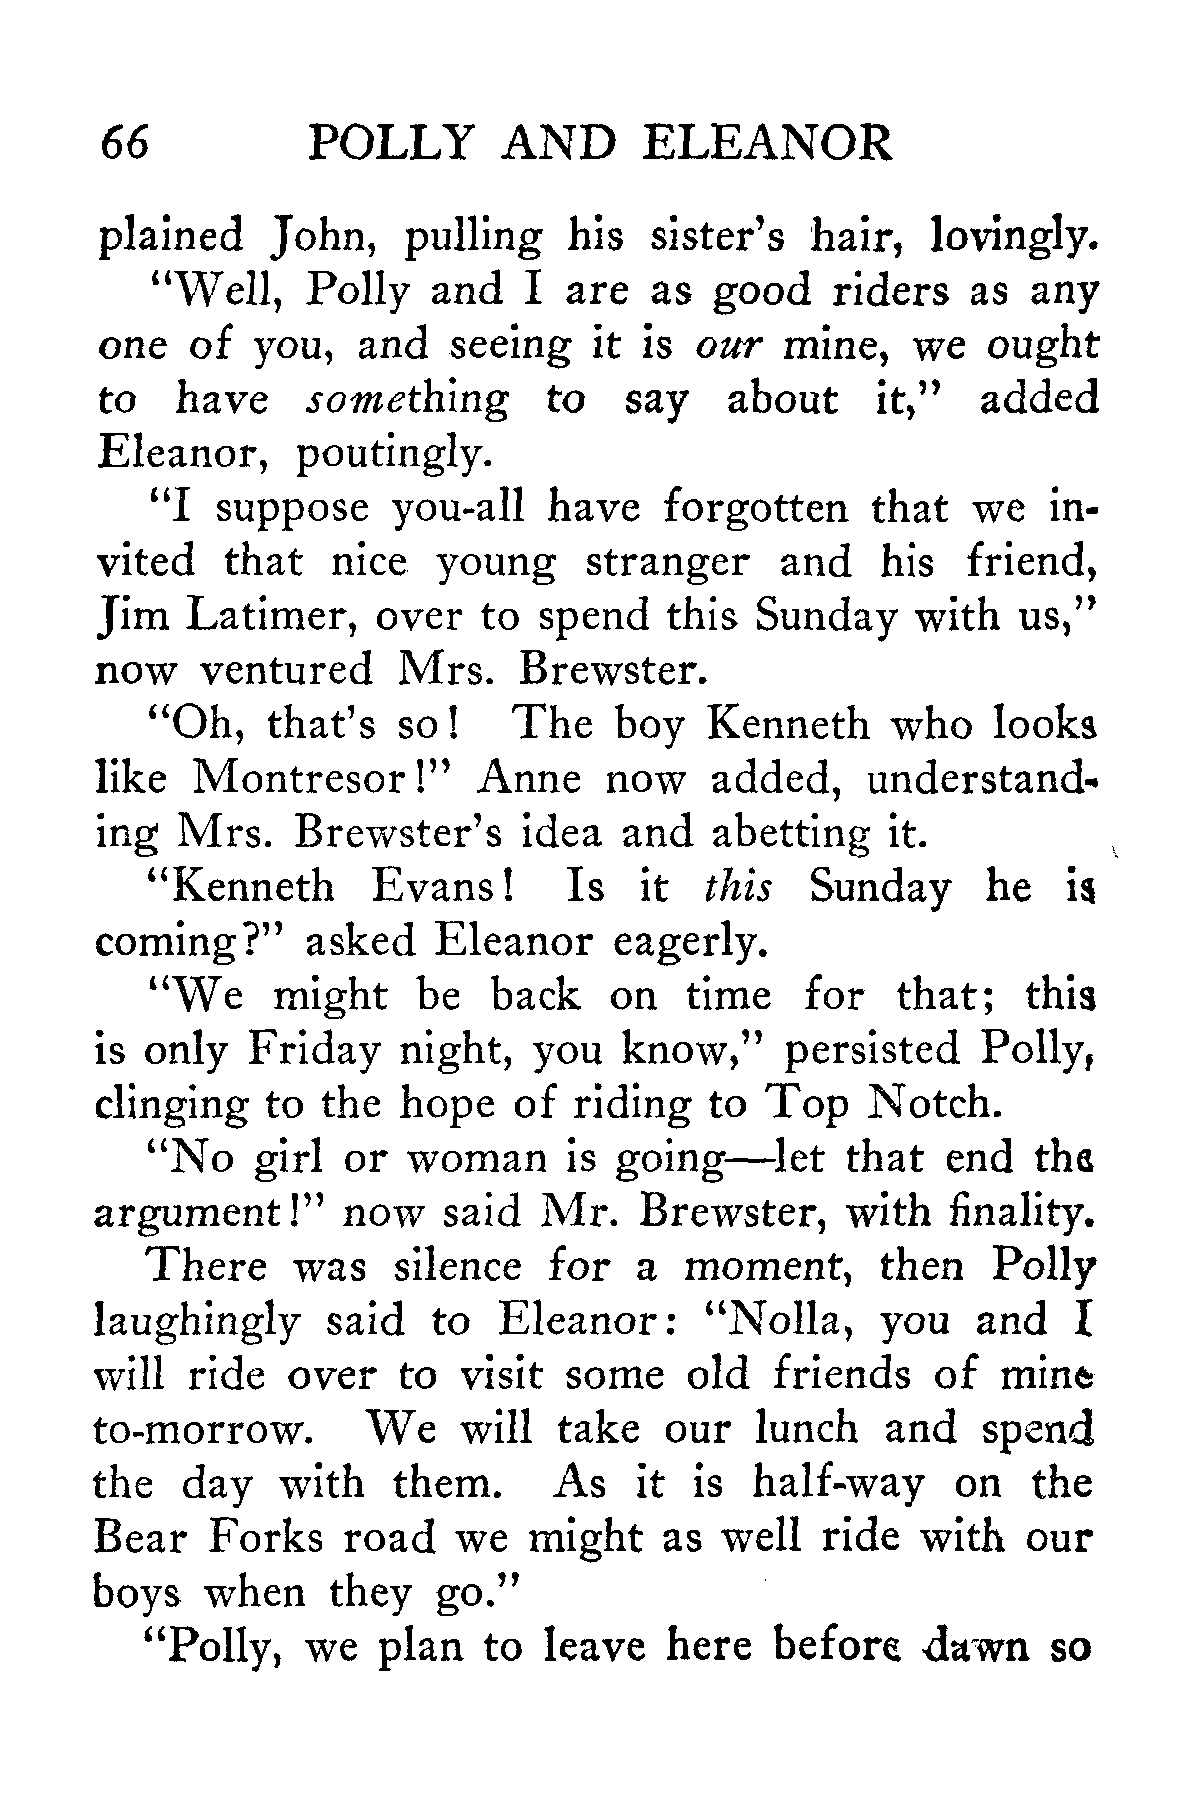 66 POLLY AND ELEANOR
plained John, pulling his sister's hair, lovingly.
"Well, Polly and I are as good riders as any
one of you, and seeing it is our mine, we ought
to have something to say about it," added
Eleanor, poutingly.
"I suppose you-all have forgotten that we in-
vited that nice young stranger and his friend,
Jim Latimer, over to spend this Sunday with us,"
now ventured Mrs. Brewster.
"Oh, that's so! The boy Kenneth who looks
like Montresor!" Anne now added, understand-
ing Mrs. Brewster's idea and abetting it.
"Kenneth Evans! Is it this Sunday he is
coming?" asked Eleanor eagerly.
"We might be back on time for that; this
is only Friday night, you know," persisted Polly,
clinging to the hope of riding to Top Notch.
"No girl or woman is going—let that end the
argument!" now said Mr. Brewster, with finality.
There was silence for a moment, then Polly
laughingly said to Eleanor: "Nolla, you and I
will ride over to visit some old friends of mine
to-morrow. We will take our lunch and spend
the day with them. As it is half-way on the
Bear Forks road we might as well ride with our
boys when they go."
"Polly, we plan to leave here before dawn so